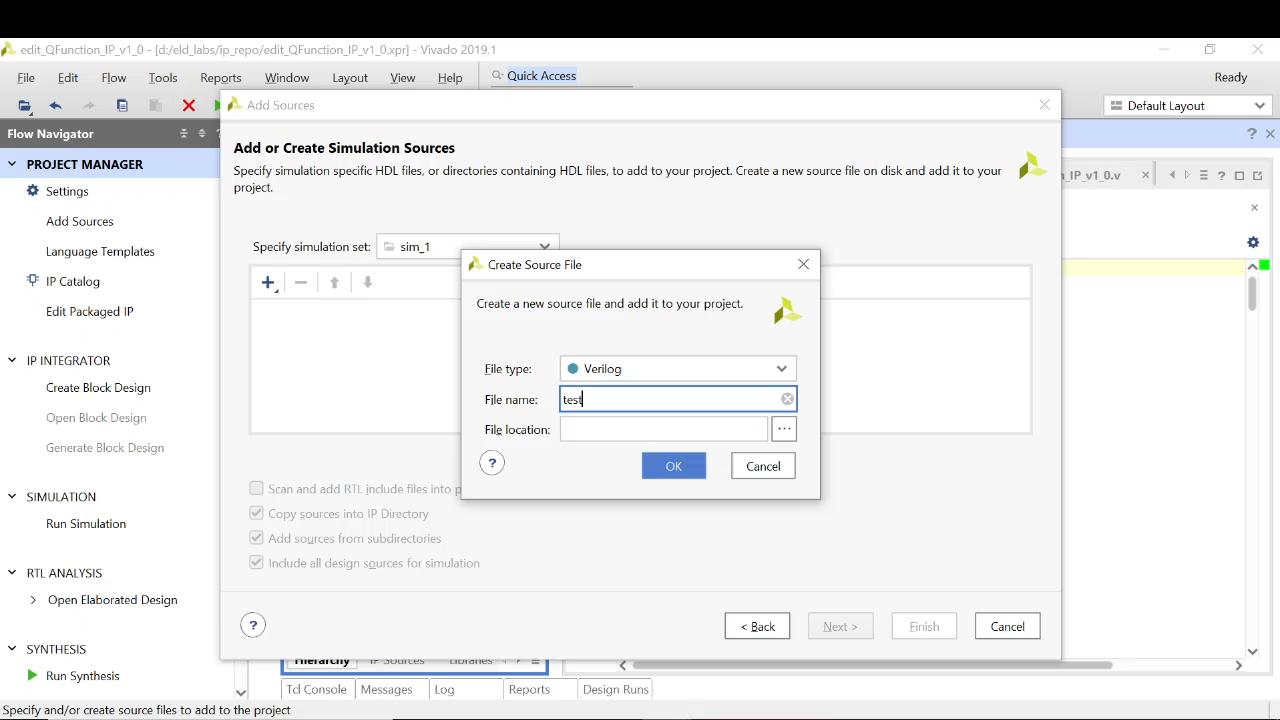 edit_QFunction_IP_v1_0 - [d:/eld_labs/ip_repo/edit_QFunction_IP_v1_0.xpr] - Vivado 2019.1
File Edit Flow Tools Reports Window Layout View Help Quick Access Ready
Add Sources
Default Layout
Flow Navigator
Add or Create Simulation Sources
PROJECT MANAGER
Specify simulation specific HDL files, or directories containing HDL files, to add to your project. Create a new source file on disk and add it to your
project.
_IP_v1_0.v
Settings
Add Sources
Language Templates
Specify simulation set: sim_1
Create Source File
IP Catalog
Create a new source file and add it to your project.
Edit Packaged IP
IP INTEGRATOR
File type: Verilog
Create Block Design
File name: test
Open Block Design
File location:
Generate Block Design
OK Cancel
Scan and add RTL include files into
SIMULATION
Copy sources into IP Directory
Run Simulation
Add sources from subdirectories
Include all design sources for simulation
RTL ANALYSIS
Open Elaborated Design
< Back Next > Finish Cancel
SYNTHESIS
Hierarchy IP Sources Libraries
Run Synthesis
Tcl Console Messages Log Reports Design Runs
Specify and/or create source files to add to the project